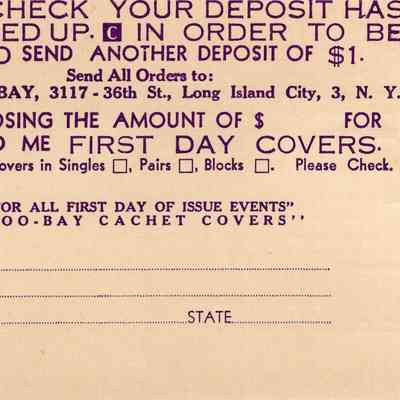 CHECK YOUR DEPOSIT HAS
ED UP. C IN ORDER TO BE
SEND ANOTHER DEPOSIT OF $1.
Send All Orders to:
BAY, 3117 - 36th St., Long Island City, 3, N. Y.
OSING THE AMOUNT OF $ FOR
ME FIRST DAY COVERS.
overs in Singles □, Pairs □, Blocks □. Please Check.
OR ALL FIRST DAY OF ISSUE EVENTS"
OO-BAY CACHET COVERS"
STATE